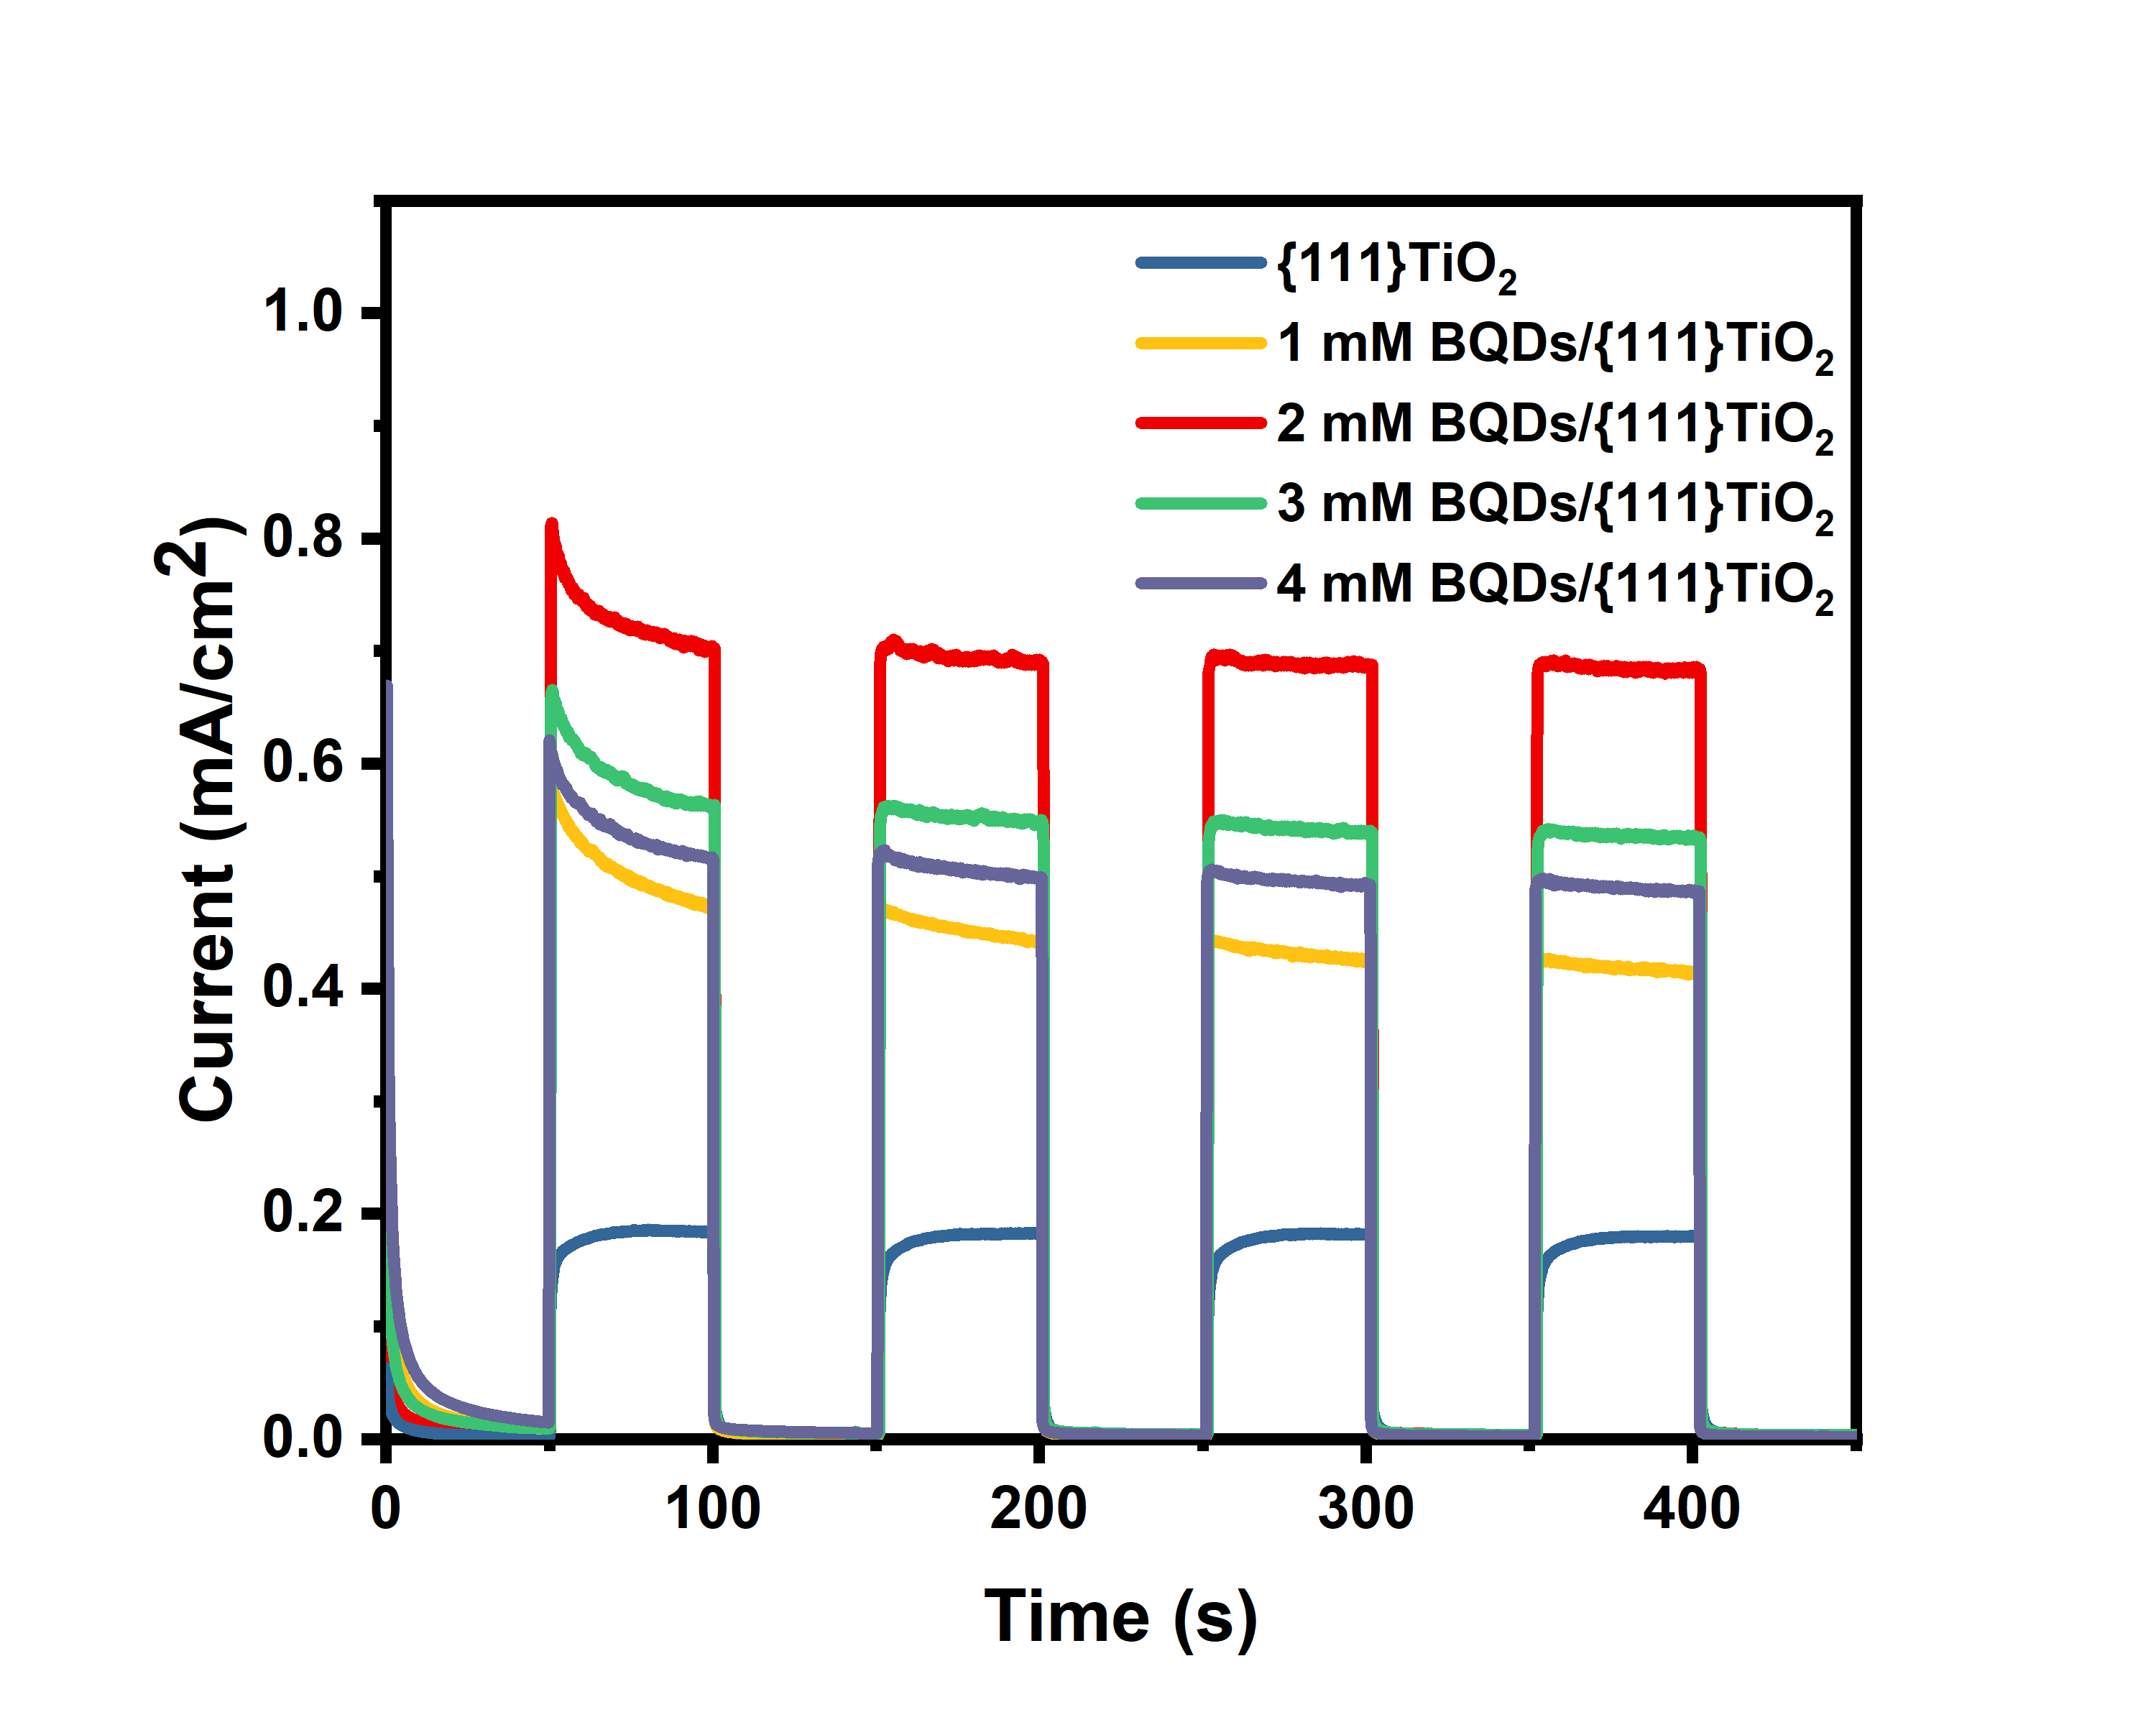 {111}TiO₂
1 mM BQDs/{111}TiO₂
2 mM BQDs/{111}TiO₂
3 mM BQDs/{111}TiO₂
4 mM BQDs/{111}TiO₂
Current (mA/cm²)
1.0
0.8
0.6
0.4
0.2
0.0
0 100 200 300 400
Time (s)